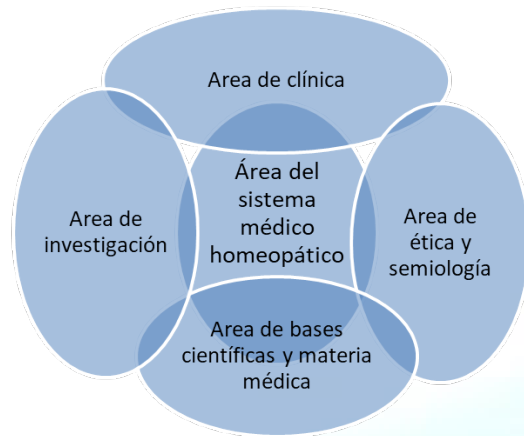 Area de clínica
Área del
sistema
médico
homeopático
Area de
investigación
Area de
ética y
semiología
Area de bases
científicas y materia
médica